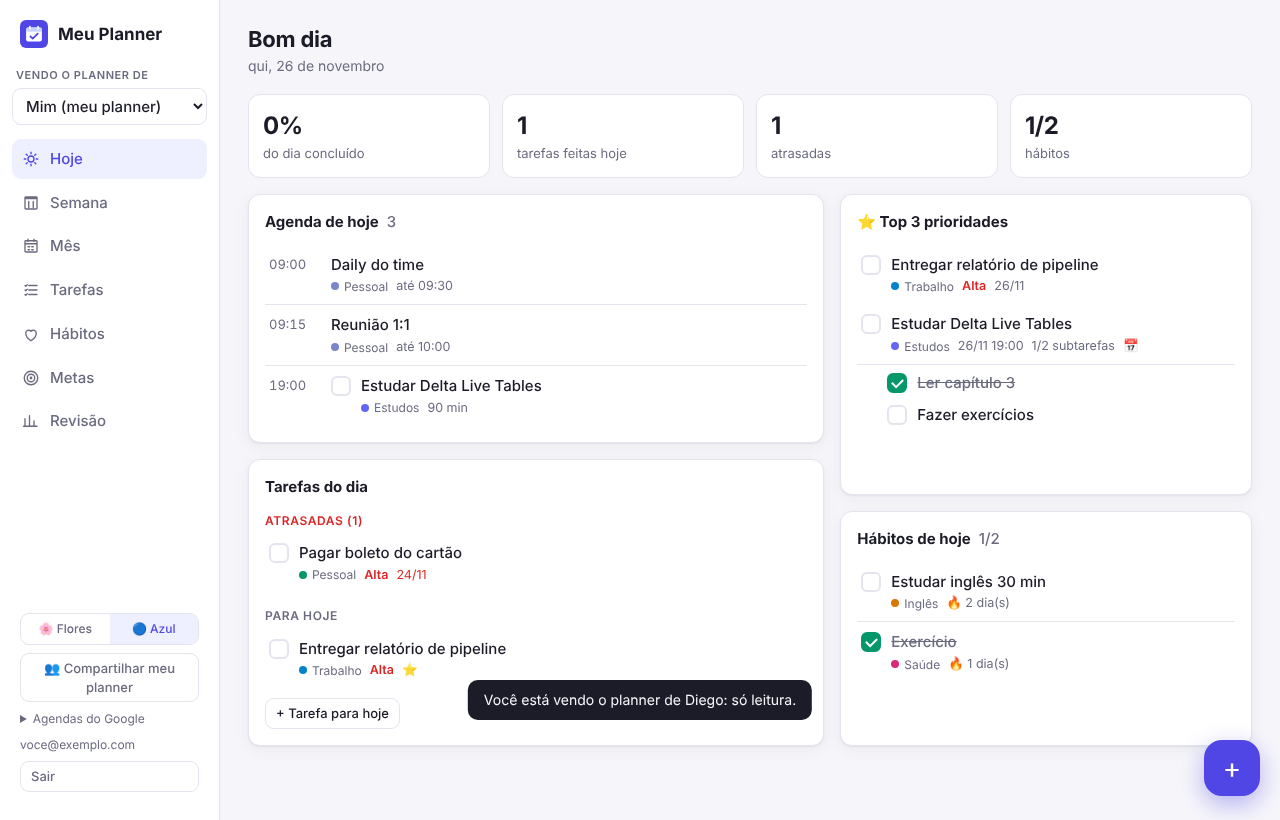 Meu Planner
VENDO O PLANNER DE
Mim (meu planner)
Hoje
Semana
Mês
Tarefas
Hábitos
Metas
Revisão
🌸 Flores
🔵 Azul
👥 Compartilhar meu
planner
Agendas do Google
voce@exemplo.com
Sair
Bom dia
qui, 26 de novembro
0%
do dia concluído
1
tarefas feitas hoje
1
atrasadas
1/2
hábitos
Agenda de hoje 3
09:00 Daily do time
Pessoal até 09:30
09:15 Reunião 1:1
Pessoal até 10:00
19:00 Estudar Delta Live Tables
Estudos 90 min
Tarefas do dia
ATRASADAS (1)
Pagar boleto do cartão
Pessoal Alta 24/11
PARA HOJE
Entregar relatório de pipeline
Trabalho Alta ⭐
+ Tarefa para hoje
⭐ Top 3 prioridades
Entregar relatório de pipeline
Trabalho Alta 26/11
Estudar Delta Live Tables
Estudos 26/11 19:00 1/2 subtarefas 📅
Ler capítulo 3
Fazer exercícios
Hábitos de hoje 1/2
Estudar inglês 30 min
Inglês 🔥 2 dia(s)
Exercício
Saúde 🔥 1 dia(s)
Você está vendo o planner de Diego: só leitura.
+